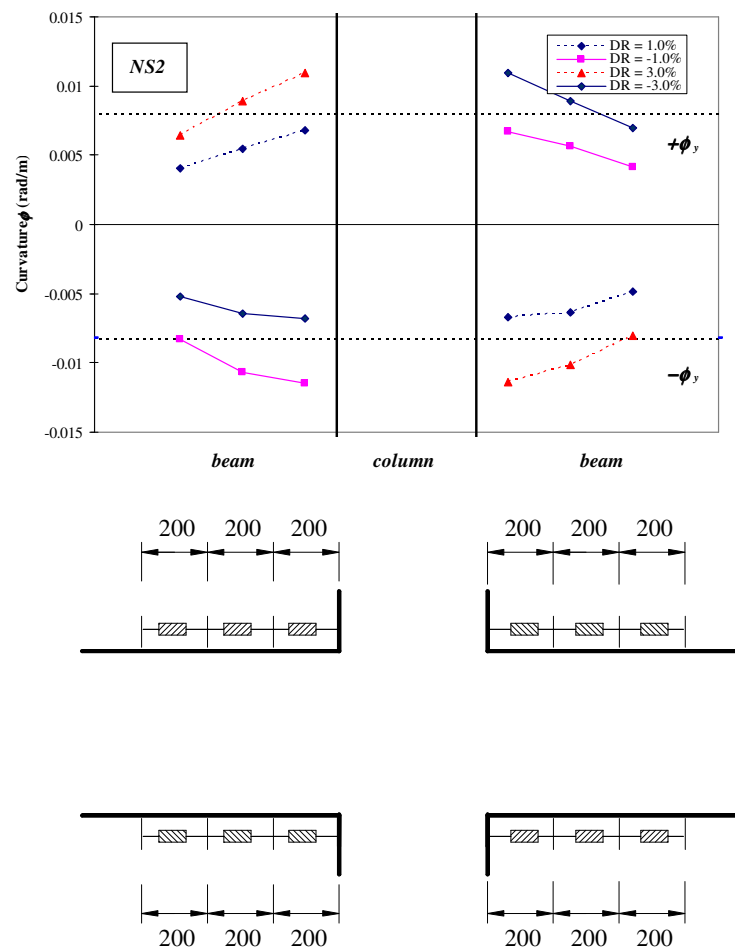 0.015
NS2
DR = 1.0%
DR = -1.0%
DR = 3.0%
DR = -3.0%
0.01
+ϕ y
0.005
Curvature ϕ (rad/m)
0
-0.005
-0.01
−ϕ y
-0.015
beam column beam
200 200 200 200 200 200
200 200 200 200 200 200